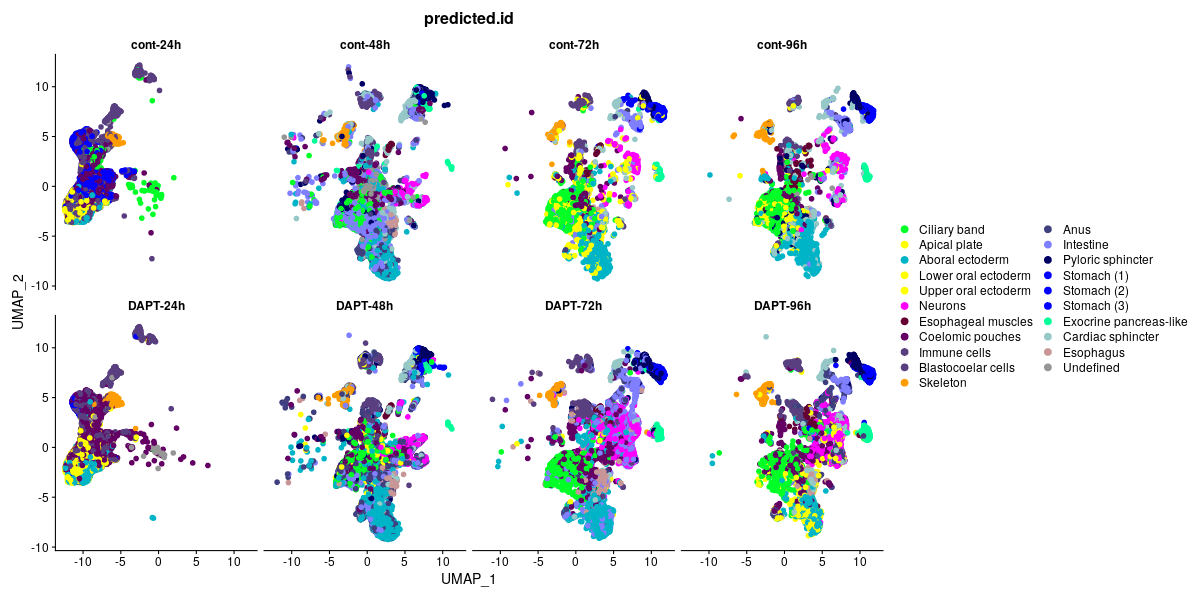 predicted.id
cont-24h cont-48h cont-72h cont-96h
10
5
0
-5
-10
UMAP_2
DAPT-24h DAPT-48h DAPT-72h DAPT-96h
10
5
0
-5
-10
-10 -5 0 5 10 -10 -5 0 5 10 -10 -5 0 5 10 -10 -5 0 5 10
UMAP_1
Ciliary band
Apical plate
Aboral ectoderm
Lower oral ectoderm
Upper oral ectoderm
Neurons
Esophageal muscles
Coelomic pouches
Immune cells
Blastocoelar cells
Skeleton
Anus
Intestine
Pyloric sphincter
Stomach (1)
Stomach (2)
Stomach (3)
Exocrine pancreas-like
Cardiac sphincter
Esophagus
Undefined